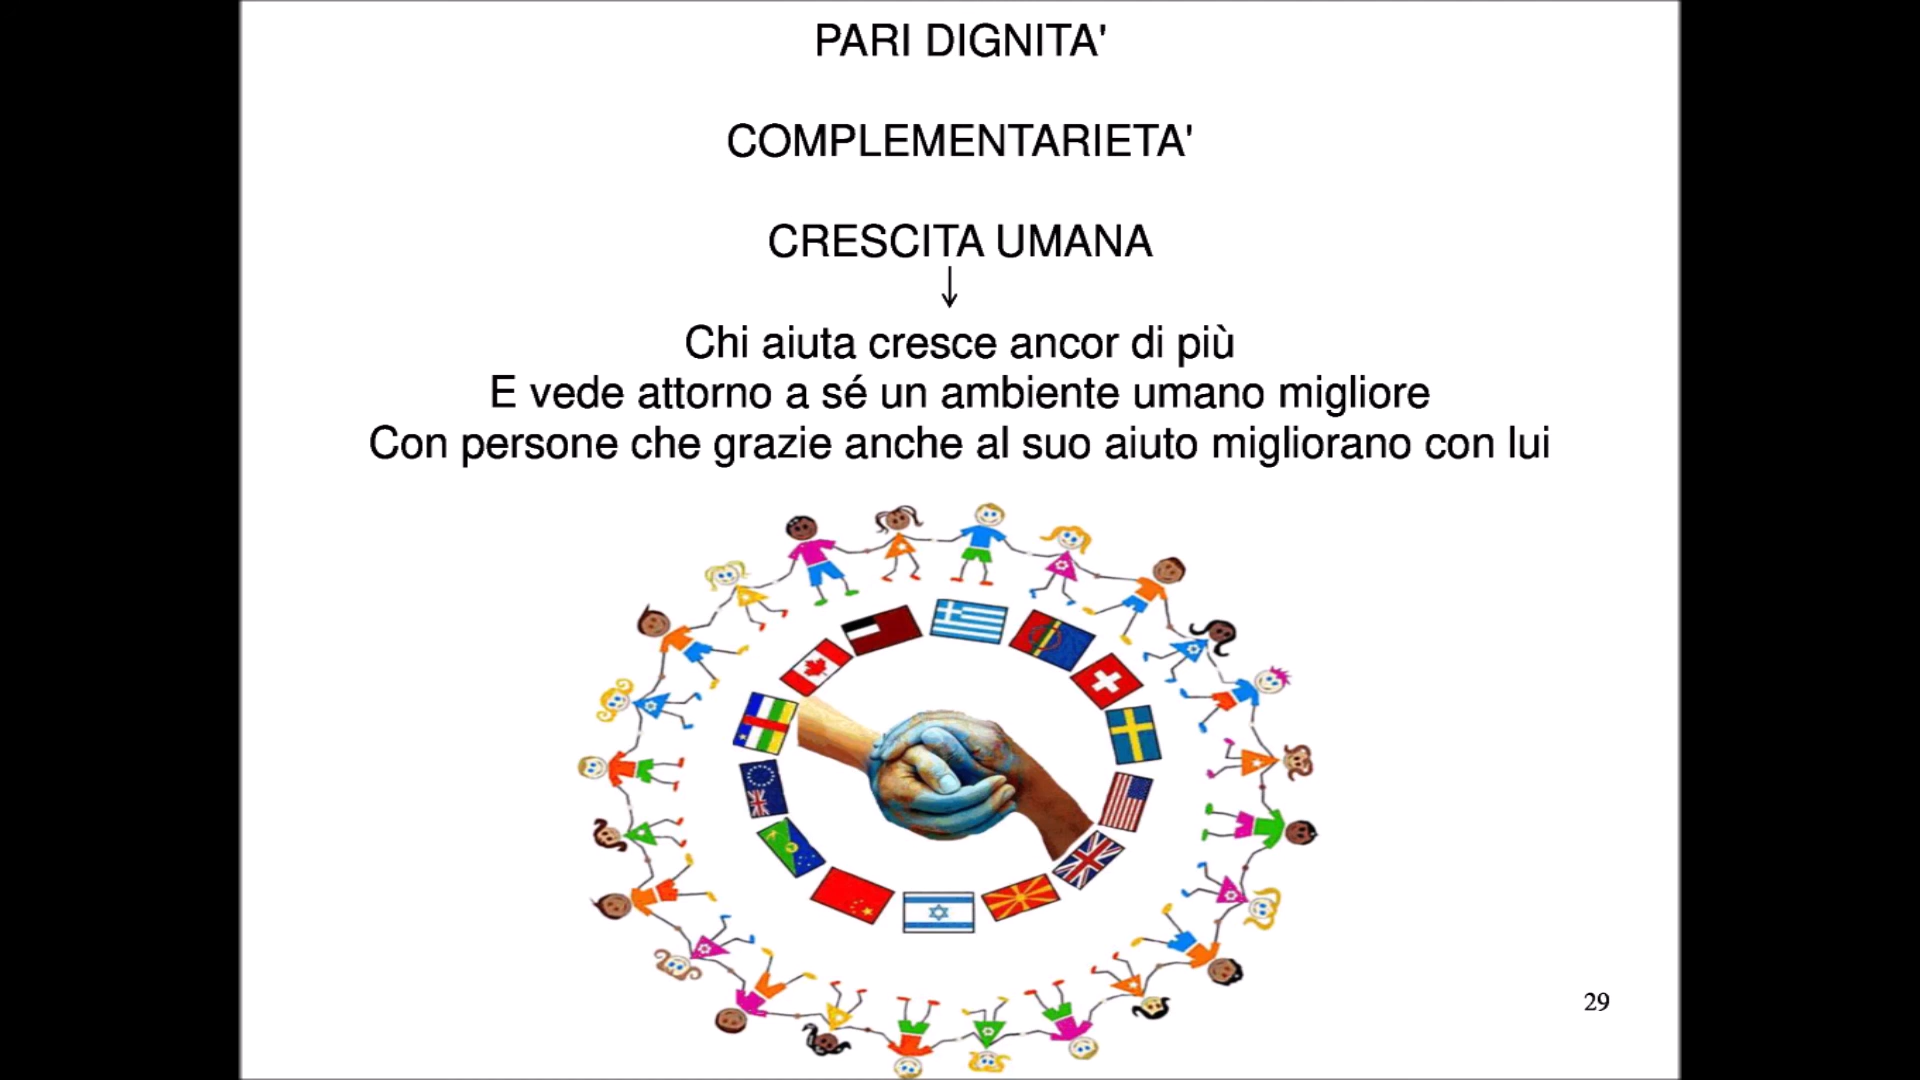 PARI DIGNITA'
COMPLEMENTARIETA'
CRESCITA UMANA
Chi aiuta cresce ancor di più
E vede attorno a sé un ambiente umano migliore
Con persone che grazie anche al suo aiuto migliorano con lui
29